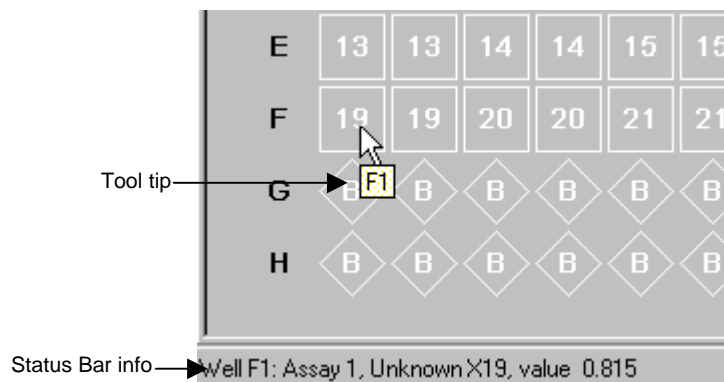 E 13 13 14 14 15 15
F 19 19 20 20 21 21
Tool tip G B F1 B B B B B
H B B B B B B
Status Bar info Well F1: Assay 1, Unknown X19, value 0.815